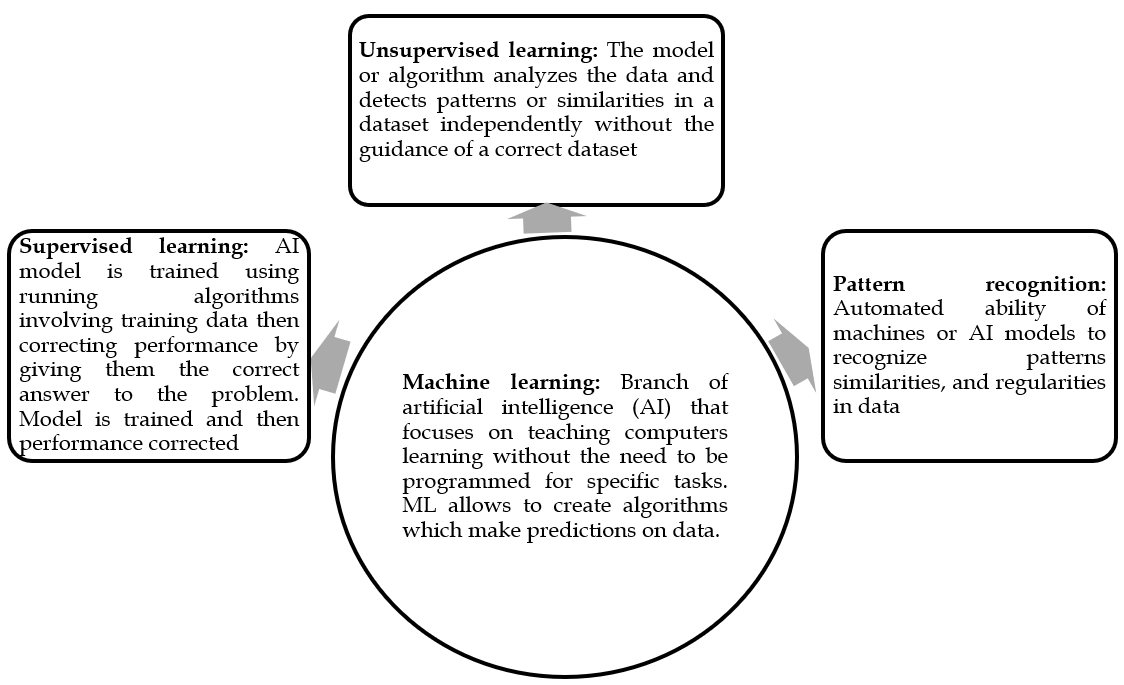 Unsupervised learning: The model
or algorithm analyzes the data and
detects patterns or similarities in a
dataset independently without the
guidance of a correct dataset
Supervised learning: AI
model is trained using
running algorithms
involving training data then
correcting performance by
giving them the correct
answer to the problem.
Model is trained and then
performance corrected
Machine learning: Branch of
artificial intelligence (AI) that
focuses on teaching computers
learning without the need to be
programmed for specific tasks.
ML allows to create algorithms
which make predictions on data.
Pattern recognition:
Automated ability of
machines or AI models to
recognize patterns
similarities, and regularities
in data